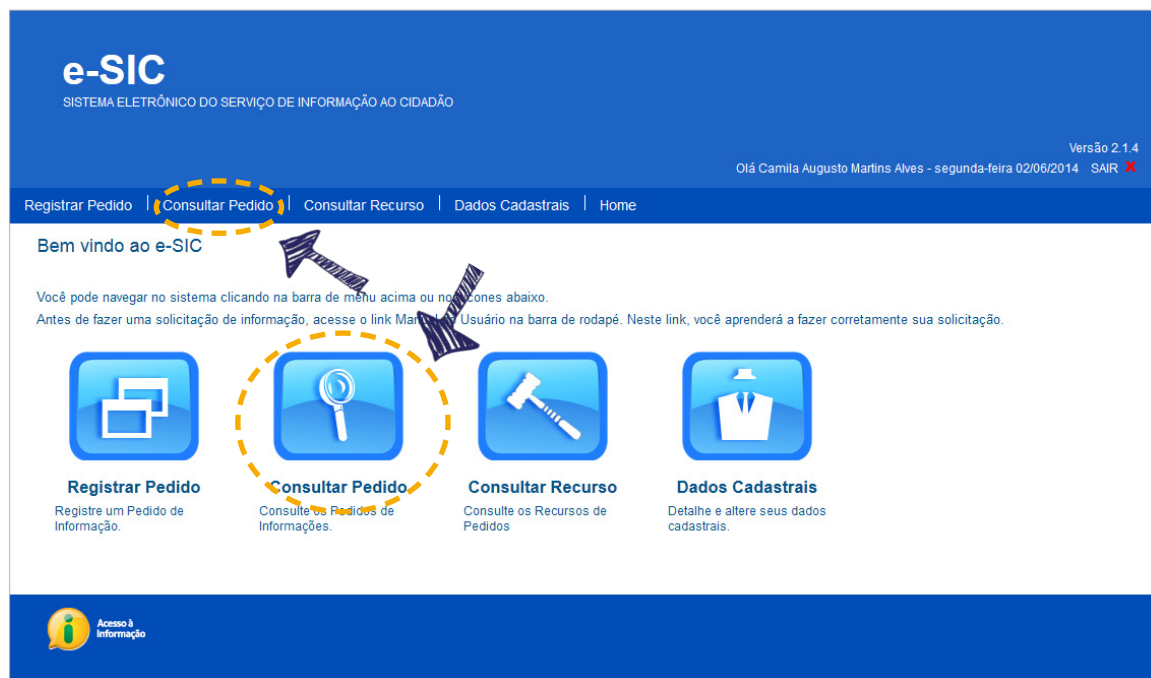 e-SIC
SISTEMA ELETRÔNICO DO SERVIÇO DE INFORMAÇÃO AO CIDADÃO
Versão 2.1.4
Olá Camila Augusto Martins Alves - segunda-feira 02/06/2014 SAIR
Registrar Pedido | Consultar Pedido | Consultar Recurso | Dados Cadastrais | Home
Bem vindo ao e-SIC
Você pode navegar no sistema clicando na barra de menu acima ou nos ícones abaixo.
Antes de fazer uma solicitação de informação, acesse o link Manual do Usuário na barra de rodapé. Neste link, você aprenderá a fazer corretamente sua solicitação.
Registrar Pedido
Registre um Pedido de
Informação.
Consultar Pedido
Consulte os Pedidos de
Informações.
Consultar Recurso
Consulte os Recursos de
Pedidos
Dados Cadastrais
Detalhe e altere seus dados
cadastrais.
Acesso à
Informação